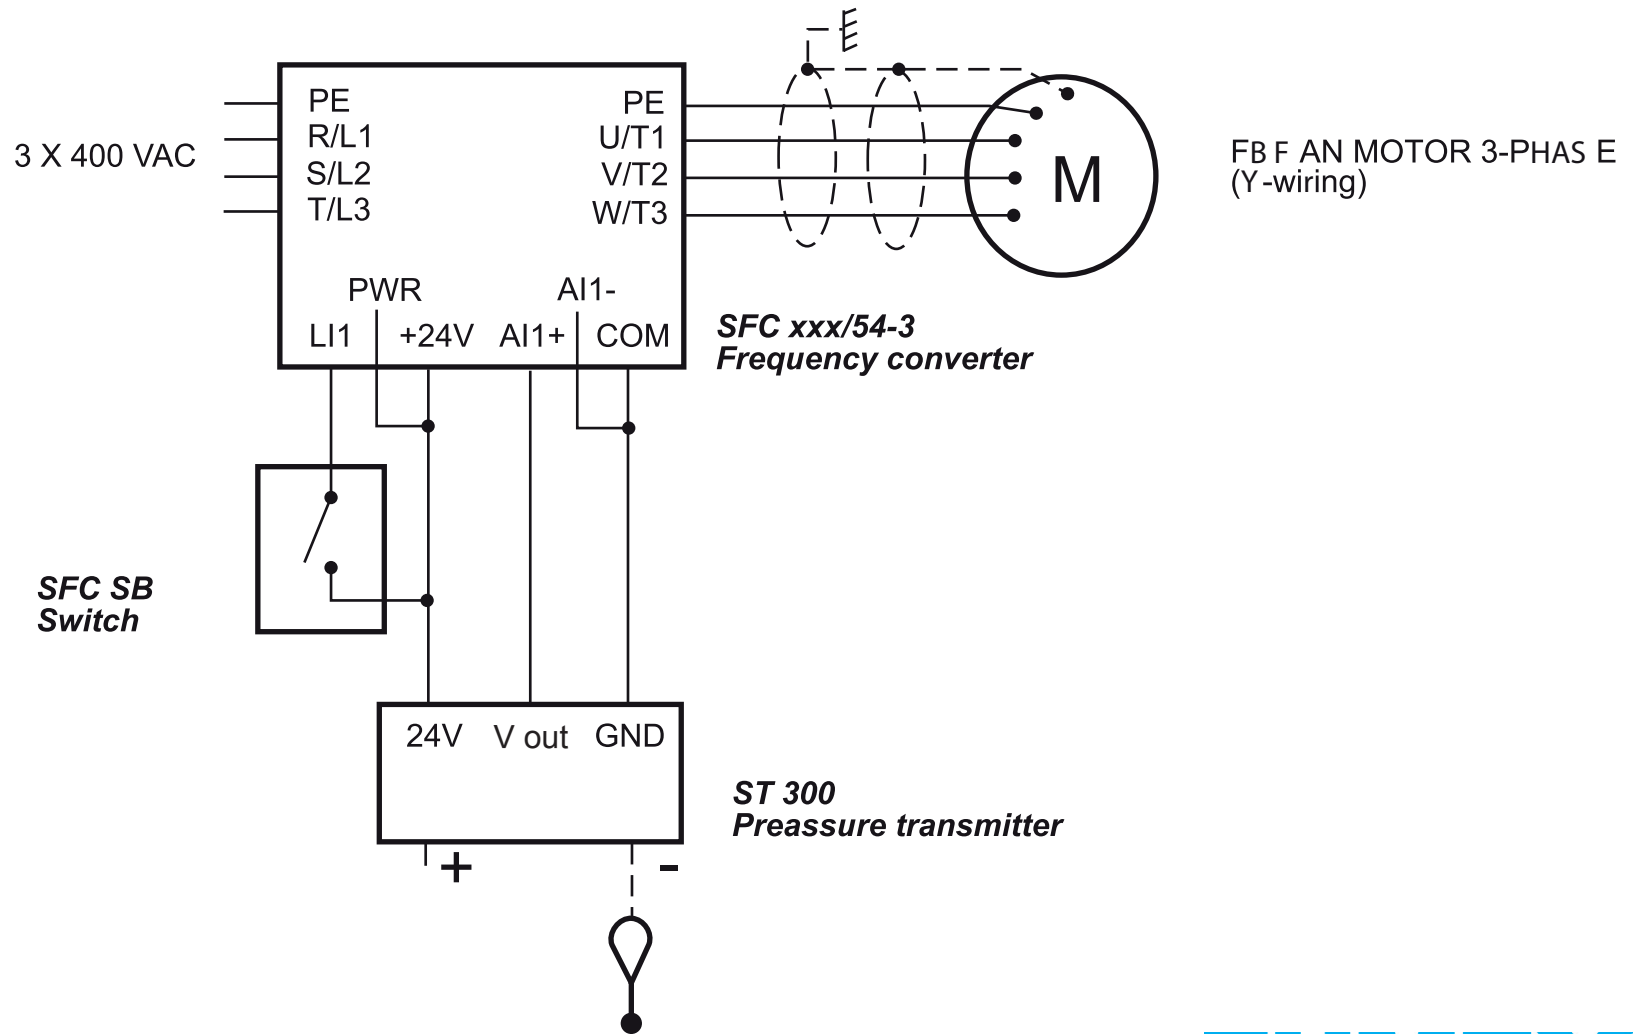 PE
R/L1
3 X 400 VAC
S/L2
T/L3
PE
U/T1
V/T2
W/T3
M
FB F AN MOTOR 3-PHAS E
(Y-wiring)
PWR
AI1-
LI1
+24V
AI1+
COM
SFC xxx/54-3
Frequency converter
SFC SB
Switch
24V
V out
GND
ST 300
Preassure transmitter
+
-